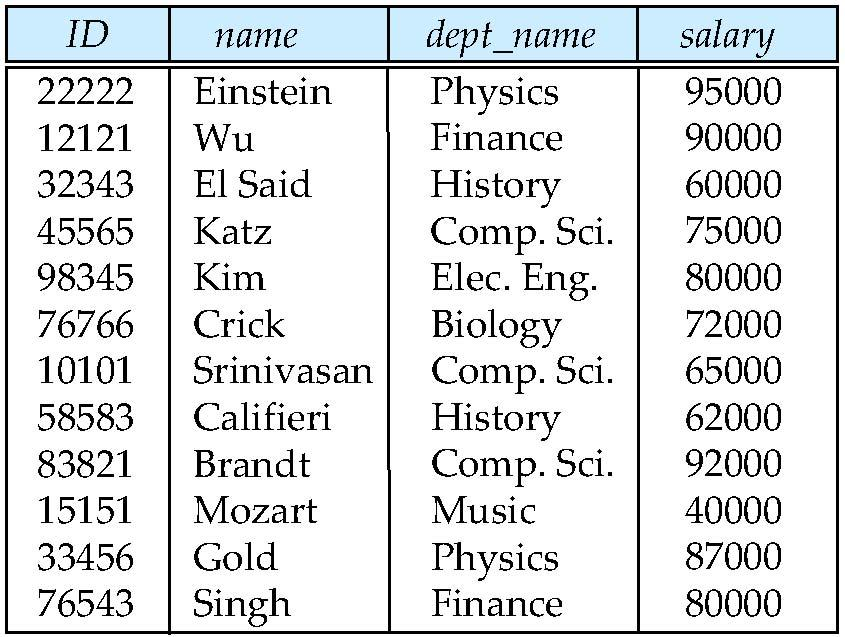 ID name dept_name salary
22222 Einstein Physics 95000
12121 Wu Finance 90000
32343 El Said History 60000
45565 Katz Comp. Sci. 75000
98345 Kim Elec. Eng. 80000
76766 Crick Biology 72000
10101 Srinivasan Comp. Sci. 65000
58583 Califieri History 62000
83821 Brandt Comp. Sci. 92000
15151 Mozart Music 40000
33456 Gold Physics 87000
76543 Singh Finance 80000